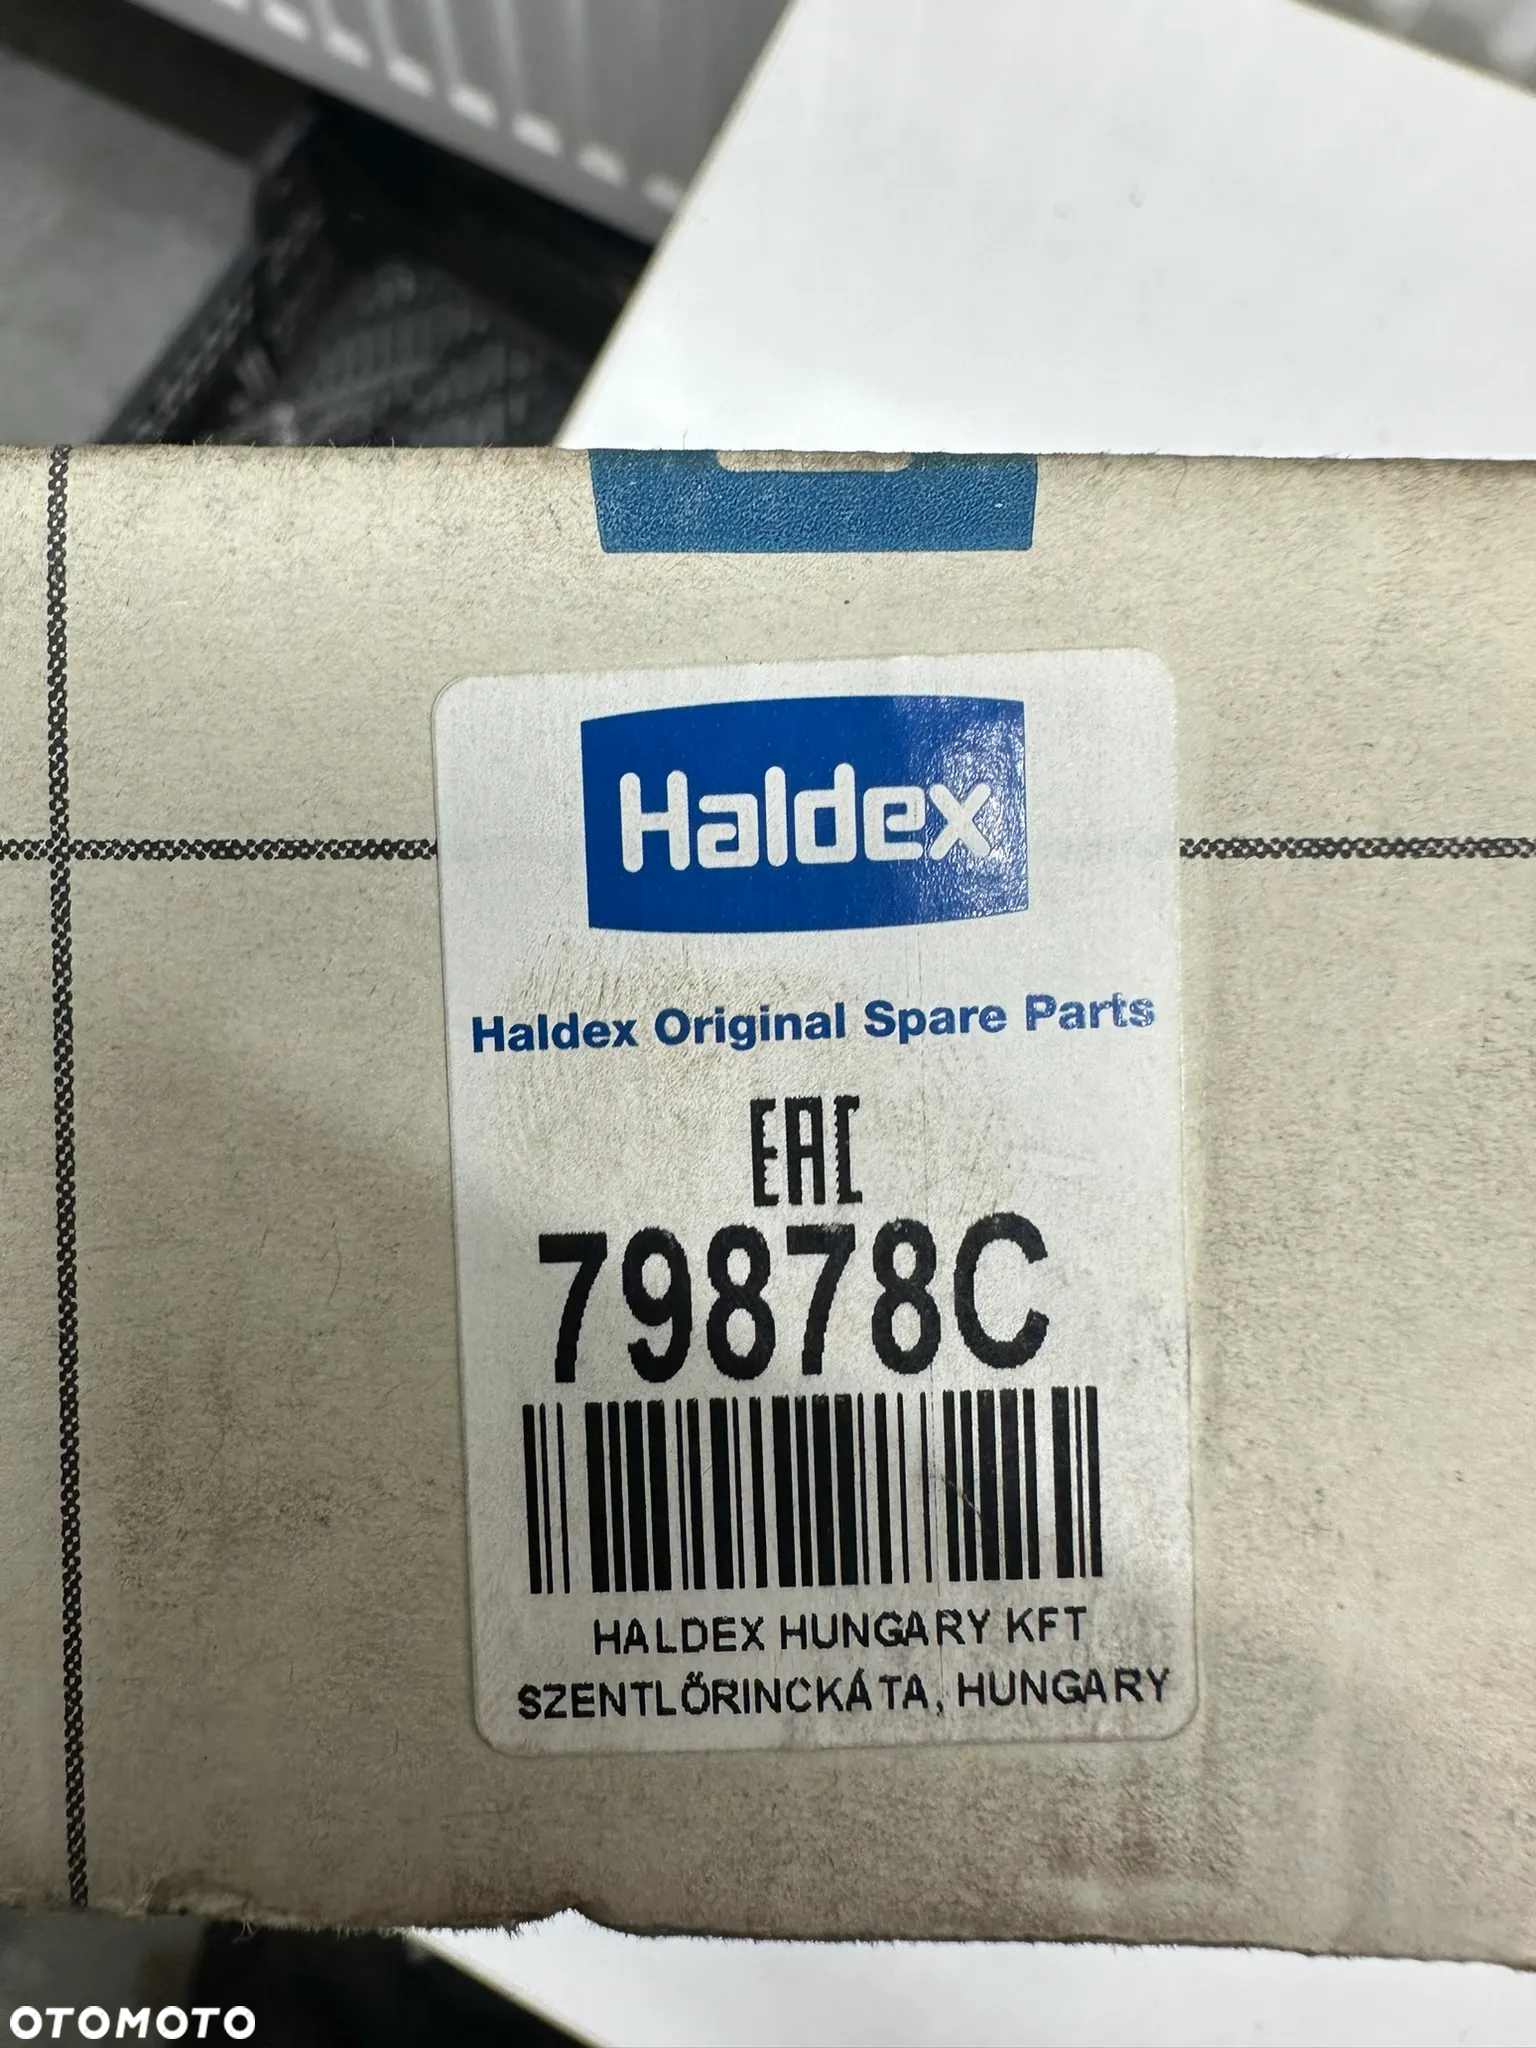 Haldex
Haldex Original Spare Parts
EAC
79878C
HALDEX HUNGARY KFT
SZENTLŐRINCKÁTA, HUNGARY
OTOMOTO